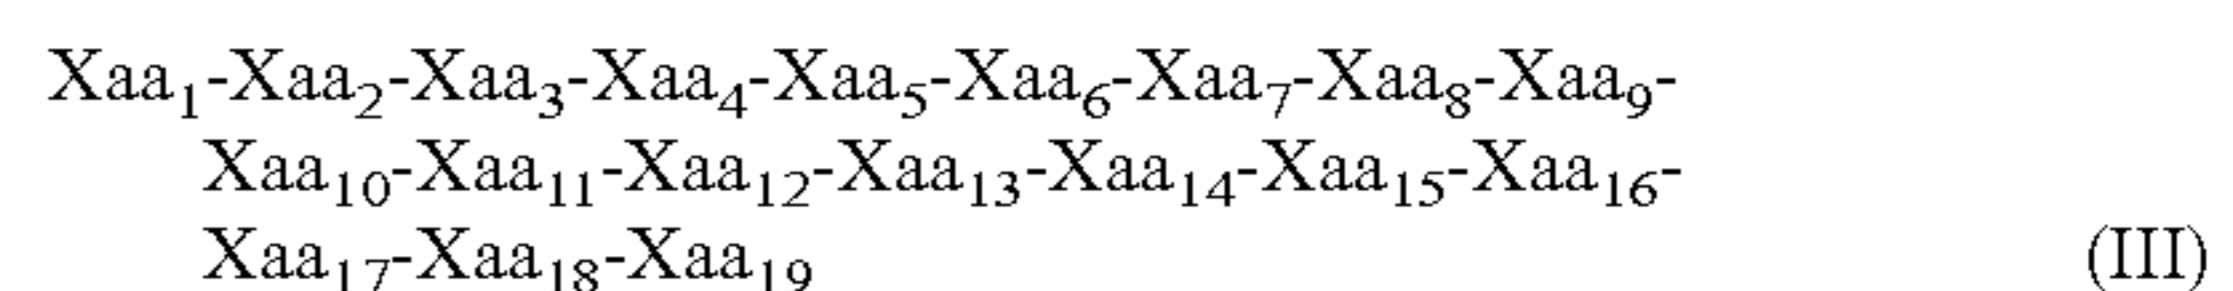 Xaa₁-Xaa₂-Xaa₃-Xaa₄-Xaa₅-Xaa₆-Xaa₇-Xaa₈-Xaa₉-
Xaa₁₀-Xaa₁₁-Xaa₁₂-Xaa₁₃-Xaa₁₄-Xaa₁₅-Xaa₁₆-
Xaa₁₇-Xaa₁₈-Xaa₁₉ (III)